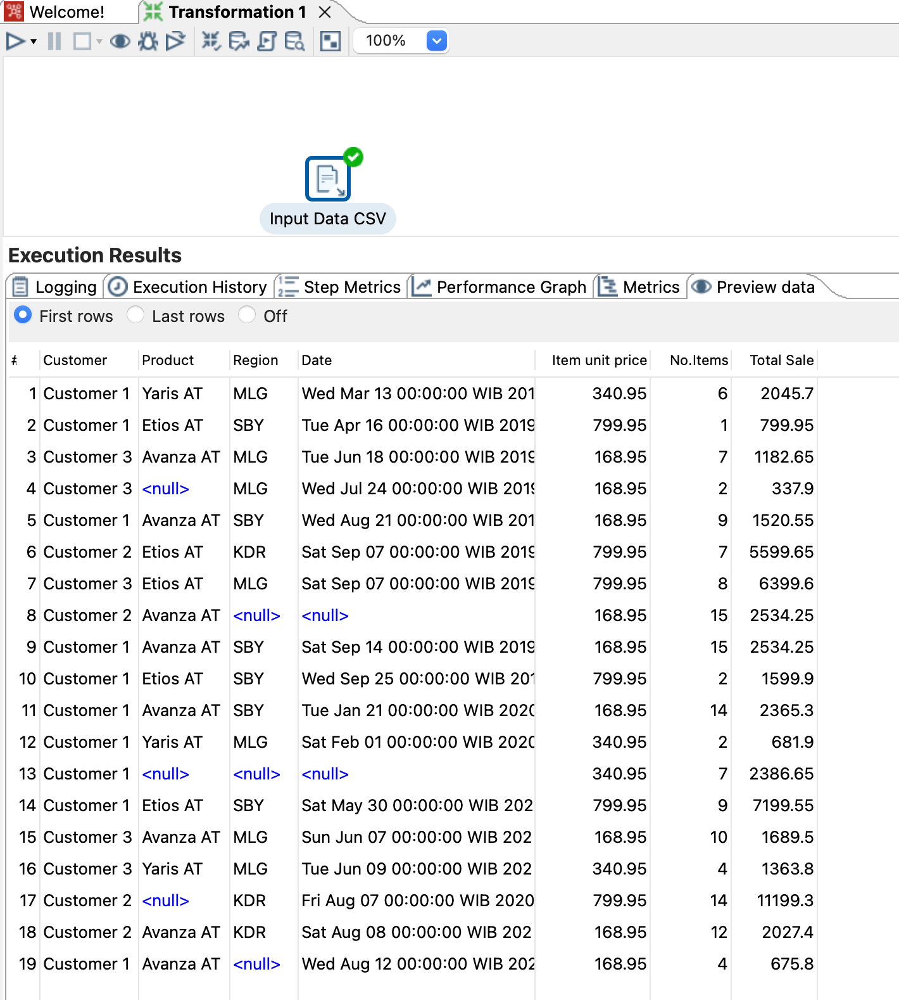 Welcome! Transformation 1
100%
Input Data CSV
Execution Results
Logging Execution History Step Metrics Performance Graph Metrics Preview data
First rows Last rows Off
# Customer Product Region Date Item unit price No.Items Total Sale
1 Customer 1 Yaris AT MLG Wed Mar 13 00:00:00 WIB 201 340.95 6 2045.7
2 Customer 1 Etios AT SBY Tue Apr 16 00:00:00 WIB 2019 799.95 1 799.95
3 Customer 3 Avanza AT MLG Tue Jun 18 00:00:00 WIB 2019 168.95 7 1182.65
4 Customer 3 <null> MLG Wed Jul 24 00:00:00 WIB 2019 168.95 2 337.9
5 Customer 1 Avanza AT SBY Wed Aug 21 00:00:00 WIB 201 168.95 9 1520.55
6 Customer 2 Etios AT KDR Sat Sep 07 00:00:00 WIB 2019 799.95 7 5599.65
7 Customer 3 Etios AT MLG Sat Sep 07 00:00:00 WIB 2019 799.95 8 6399.6
8 Customer 2 Avanza AT <null> <null> 168.95 15 2534.25
9 Customer 1 Avanza AT SBY Sat Sep 14 00:00:00 WIB 2019 168.95 15 2534.25
10 Customer 1 Etios AT SBY Wed Sep 25 00:00:00 WIB 201 799.95 2 1599.9
11 Customer 1 Avanza AT SBY Tue Jan 21 00:00:00 WIB 2020 168.95 14 2365.3
12 Customer 1 Yaris AT MLG Sat Feb 01 00:00:00 WIB 2020 340.95 2 681.9
13 Customer 1 <null> <null> <null> 340.95 7 2386.65
14 Customer 1 Etios AT SBY Sat May 30 00:00:00 WIB 202 799.95 9 7199.55
15 Customer 3 Avanza AT MLG Sun Jun 07 00:00:00 WIB 202 168.95 10 1689.5
16 Customer 3 Yaris AT MLG Tue Jun 09 00:00:00 WIB 202 340.95 4 1363.8
17 Customer 2 <null> KDR Fri Aug 07 00:00:00 WIB 2020 799.95 14 11199.3
18 Customer 2 Avanza AT KDR Sat Aug 08 00:00:00 WIB 202 168.95 12 2027.4
19 Customer 1 Avanza AT <null> Wed Aug 12 00:00:00 WIB 202 168.95 4 675.8